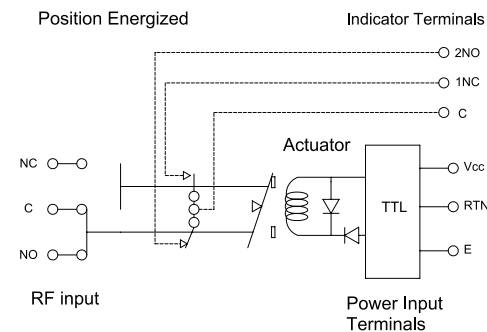 Position Energized
Indicator Terminals
2NO
1NC
C
Actuator
NC
C
NO
TTL
Vcc
RTN
E
RF input
Power Input
Terminals